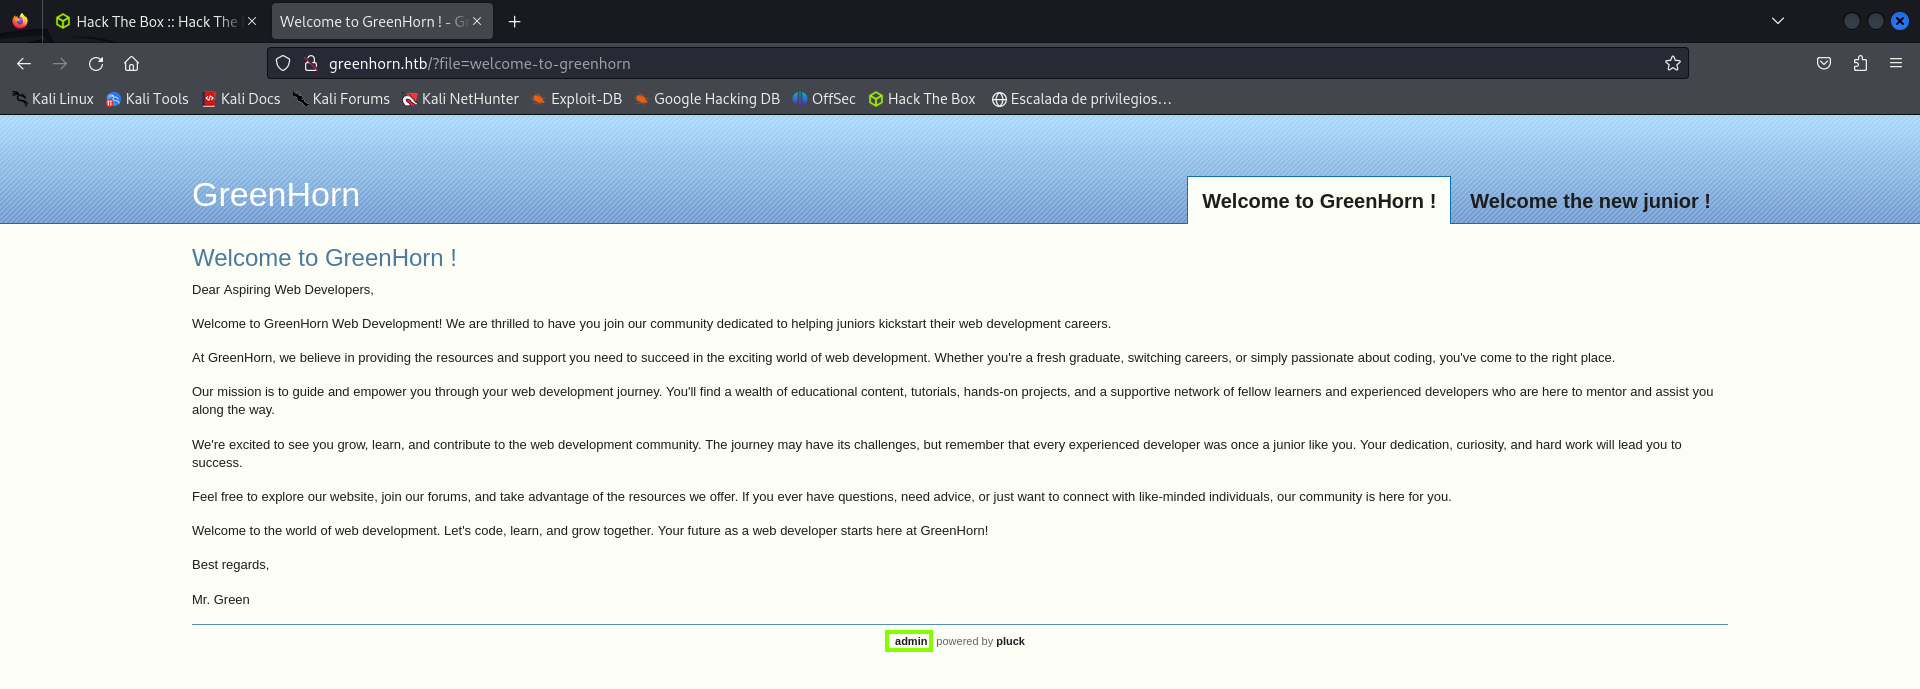 Hack The Box :: Hack The
Welcome to GreenHorn ! - G
greenhorn.htb/?file=welcome-to-greenhorn
Kali Linux Kali Tools Kali Docs Kali Forums Kali NetHunter Exploit-DB Google Hacking DB OffSec Hack The Box Escalada de privilegios…
GreenHorn
Welcome to GreenHorn ! Welcome the new junior !
Welcome to GreenHorn !
Dear Aspiring Web Developers,
Welcome to GreenHorn Web Development! We are thrilled to have you join our community dedicated to helping juniors kickstart their web development careers.
At GreenHorn, we believe in providing the resources and support you need to succeed in the exciting world of web development. Whether you're a fresh graduate, switching careers, or simply passionate about coding, you've come to the right place.
Our mission is to guide and empower you through your web development journey. You'll find a wealth of educational content, tutorials, hands-on projects, and a supportive network of fellow learners and experienced developers who are here to mentor and assist you
along the way.
We're excited to see you grow, learn, and contribute to the web development community. The journey may have its challenges, but remember that every experienced developer was once a junior like you. Your dedication, curiosity, and hard work will lead you to
success.
Feel free to explore our website, join our forums, and take advantage of the resources we offer. If you ever have questions, need advice, or just want to connect with like-minded individuals, our community is here for you.
Welcome to the world of web development. Let's code, learn, and grow together. Your future as a web developer starts here at GreenHorn!
Best regards,
Mr. Green
admin powered by pluck